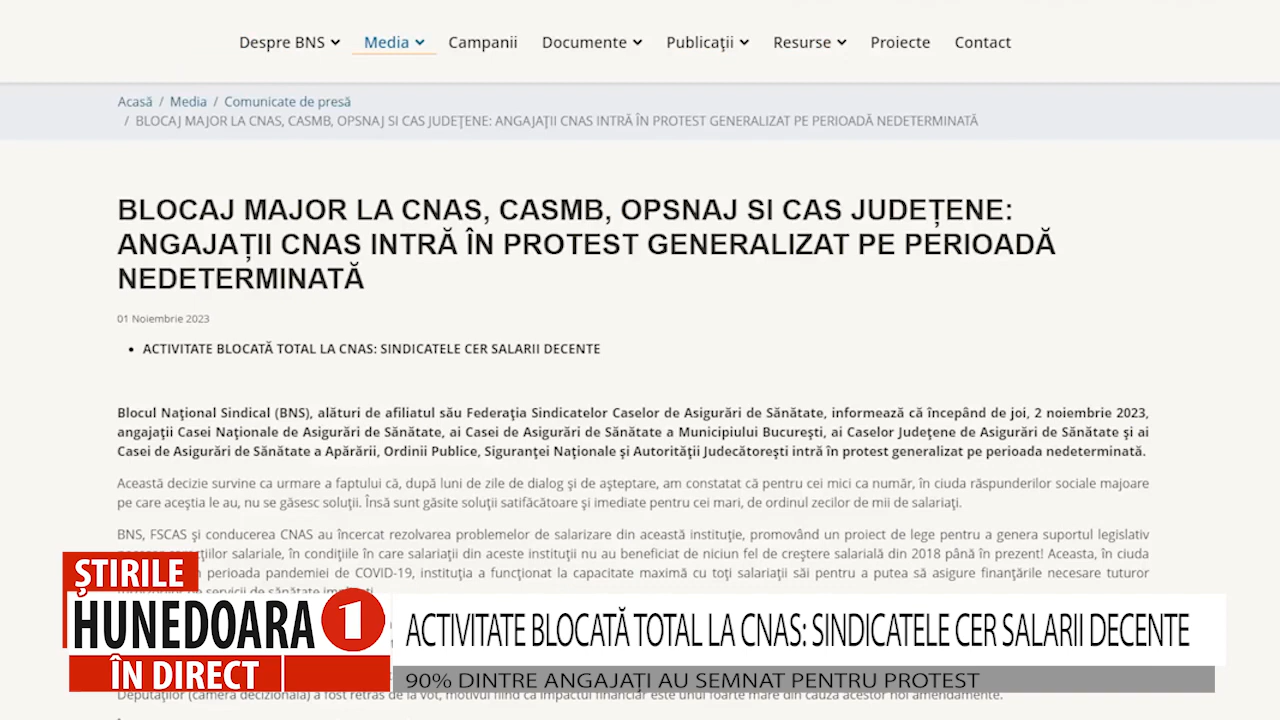 Despre BNS Media Campanii Documente Publicații Resurse Proiecte Contact
Acasă / Media / Comunicate de presă
/ BLOCAJ MAJOR LA CNAS, CASMB, OPSNAJ SI CAS JUDEȚENE: ANGAJAȚII CNAS INTRĂ ÎN PROTEST GENERALIZAT PE PERIOADĂ NEDETERMINATĂ
BLOCAJ MAJOR LA CNAS, CASMB, OPSNAJ SI CAS JUDEȚENE:
ANGAJAȚII CNAS INTRĂ ÎN PROTEST GENERALIZAT PE PERIOADĂ
NEDETERMINATĂ
01 Noiembrie 2023
• ACTIVITATE BLOCATĂ TOTAL LA CNAS: SINDICATELE CER SALARII DECENTE
Blocul Național Sindical (BNS), alături de afiliatul său Federația Sindicatelor Caselor de Asigurări de Sănătate, informează că începând de joi, 2 noiembrie 2023,
angajații Casei Naționale de Asigurări de Sănătate, ai Casei de Asigurări de Sănătate a Municipiului București, ai Caselor Județene de Asigurări de Sănătate și ai
Casei de Asigurări de Sănătate a Apărării, Ordinii Publice, Siguranței Naționale și Autorității Judecătorești intră în protest generalizat pe perioada nedeterminată.
Această decizie survine ca urmare a faptului că, după luni de zile de dialog și de așteptare, am constatat că pentru cei mici ca număr, în ciuda răspunderilor sociale majoare
pe care aceștia le au, nu se găsesc soluții. Însă sunt găsite soluții satifăcătoare și imediate pentru cei mari, de ordinul zecilor de mii de salariați.
BNS, FSCAS și conducerea CNAS au încercat rezolvarea problemelor de salarizare din această instituție, promovând un proiect de lege pentru a genera suportul legislativ
salariale, în condițiile în care salariații din aceste instituții nu au beneficiat de niciun fel de creștere salarială din 2018 până în prezent! Aceasta, în ciuda
perioada pandemiei de COVID-19, instituția a funcționat la capacitate maximă cu toți salariații săi pentru a putea să asigure finanțările necesare tuturor
de servicii de sănătate
ȘTIRILE
HUNEDOARA 1
ÎN DIRECT
ACTIVITATE BLOCATĂ TOTAL LA CNAS: SINDICATELE CER SALARII DECENTE
90% DINTRE ANGAJATI AU SEMNAT PENTRU PROTEST
Deputaților (camera decizională) a fost retras de la vot, motivul fiind că impactul financiar este unul foarte mare din cauza acestor noi amendamente.